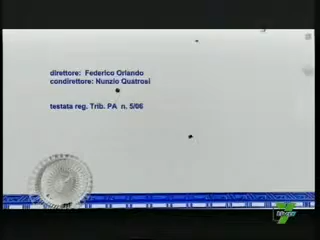 direttore: Federico Orlando
condirettore: Nunzio Quatrosi
testata reg. Trib. PA n. 5/06